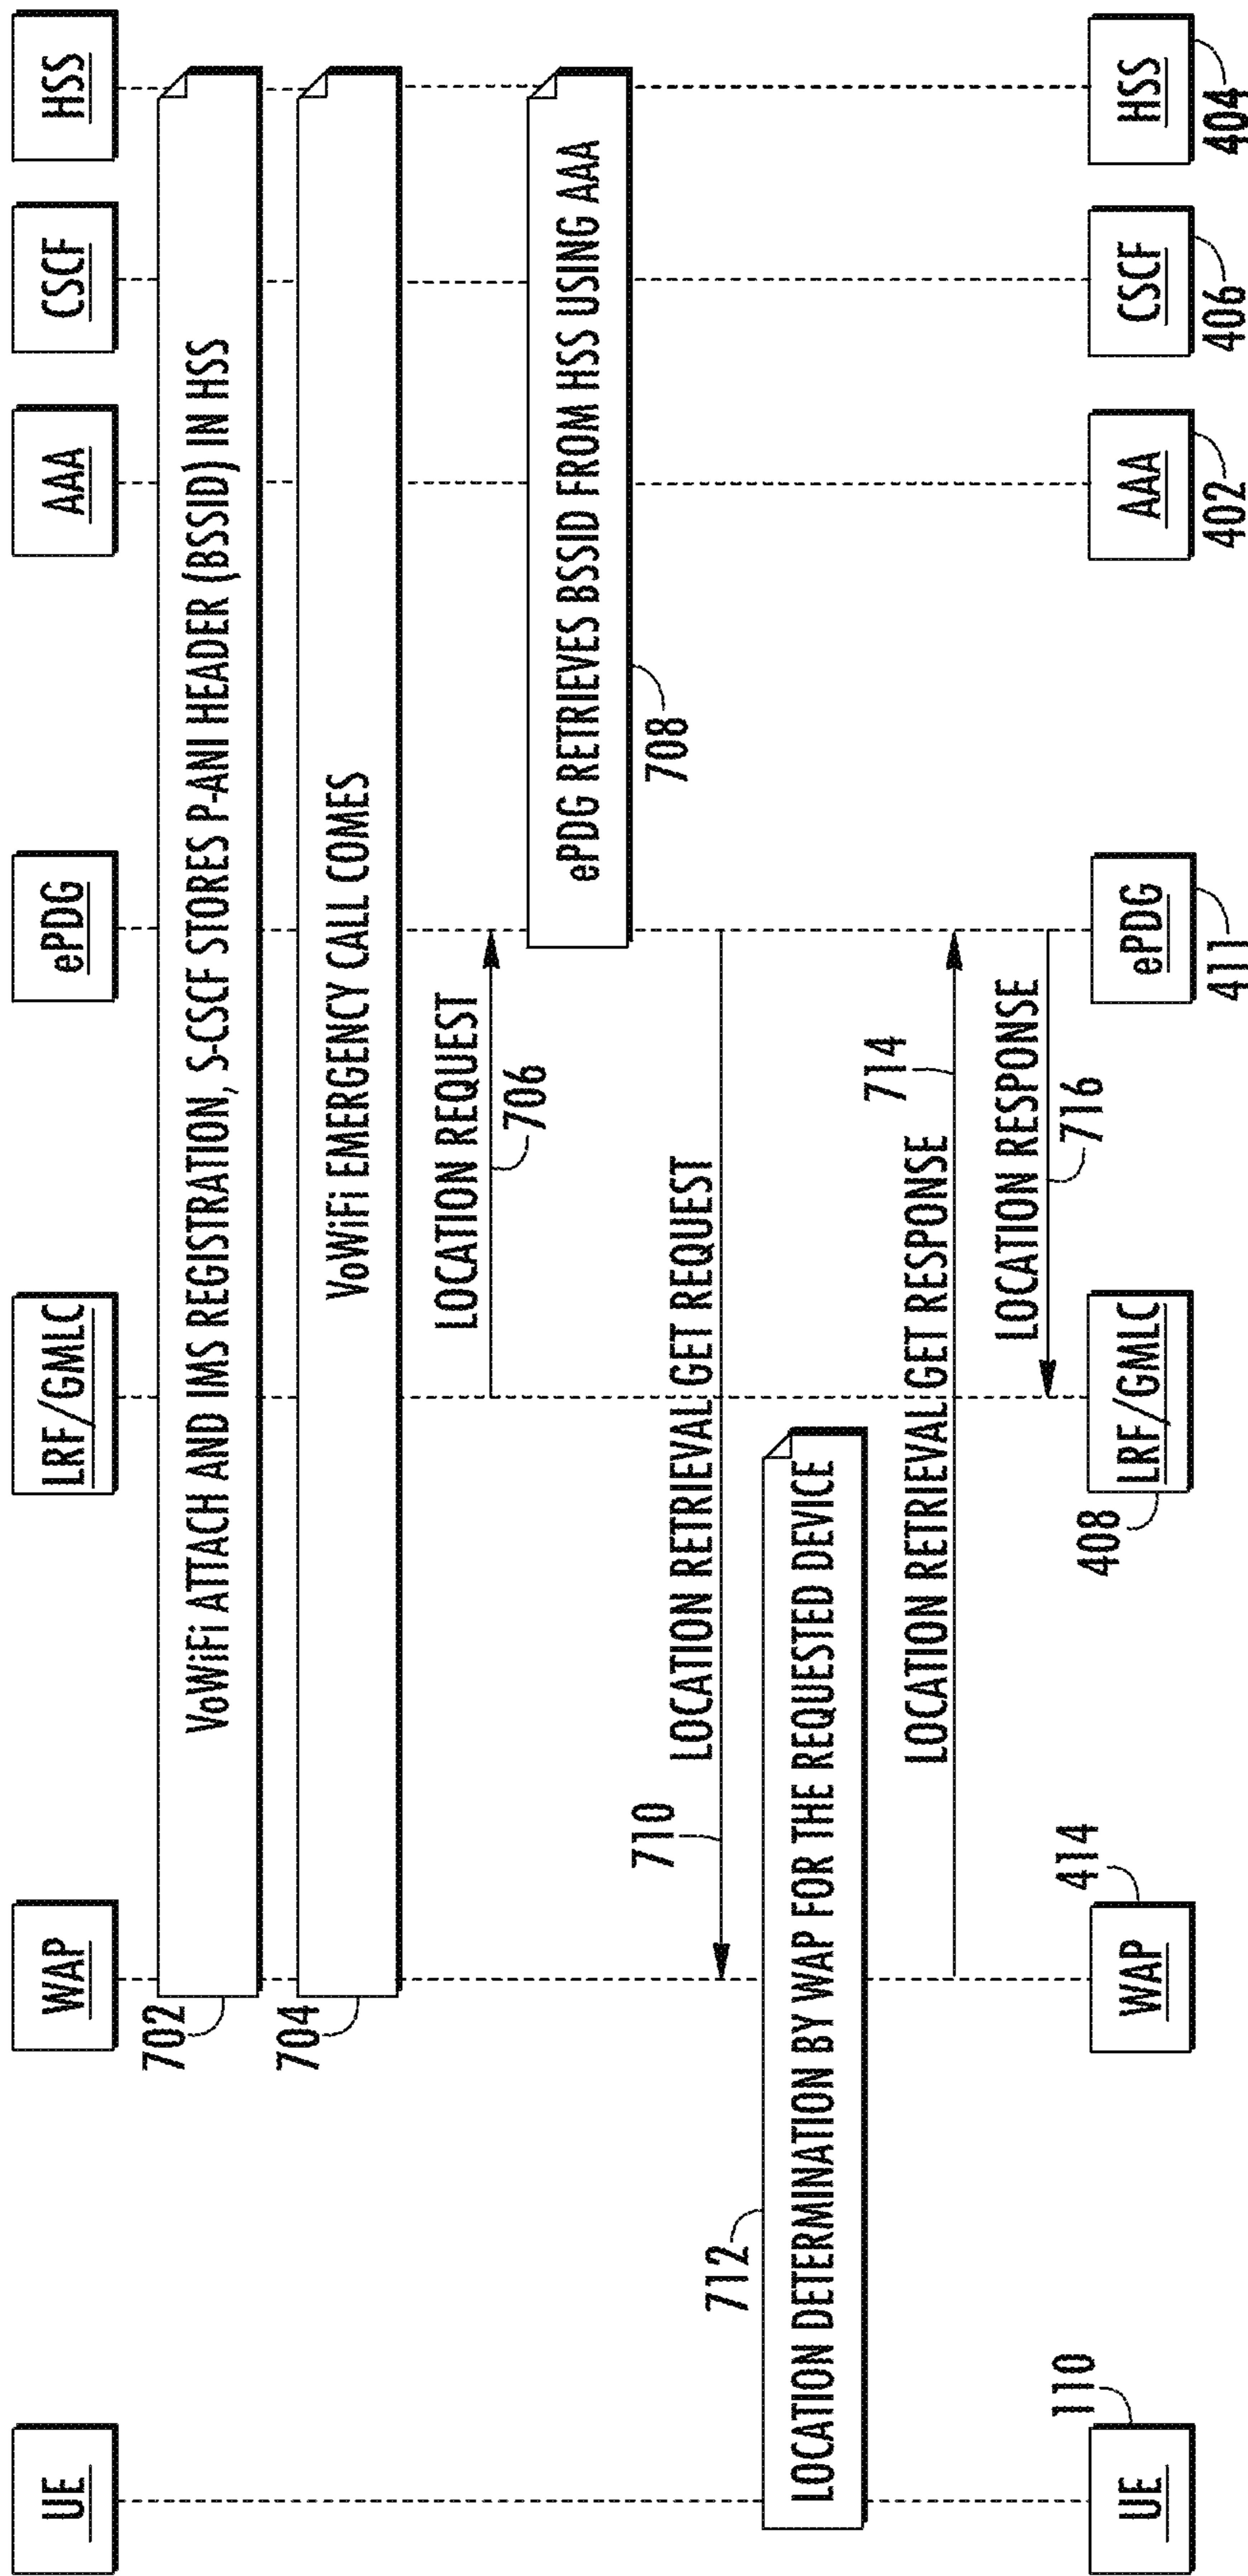 UE
WAP
LRF/GMLC
ePDG
AAA
CSCF
HSS
702
VoWiFi ATTACH AND IMS REGISTRATION, S-CSCF STORES P-ANI HEADER (BSSID) IN HSS
704
VoWiFi EMERGENCY CALL COMES
LOCATION REQUEST
706
ePDG RETRIEVES BSSID FROM HSS USING AAA
708
710
LOCATION RETRIEVAL GET REQUEST
712
LOCATION DETERMINATION BY WAP FOR THE REQUESTED DEVICE
714
LOCATION RETRIEVAL GET RESPONSE
LOCATION RESPONSE
716
UE
110
WAP
414
LRF/GMLC
408
ePDG
411
AAA
402
CSCF
406
HSS
404